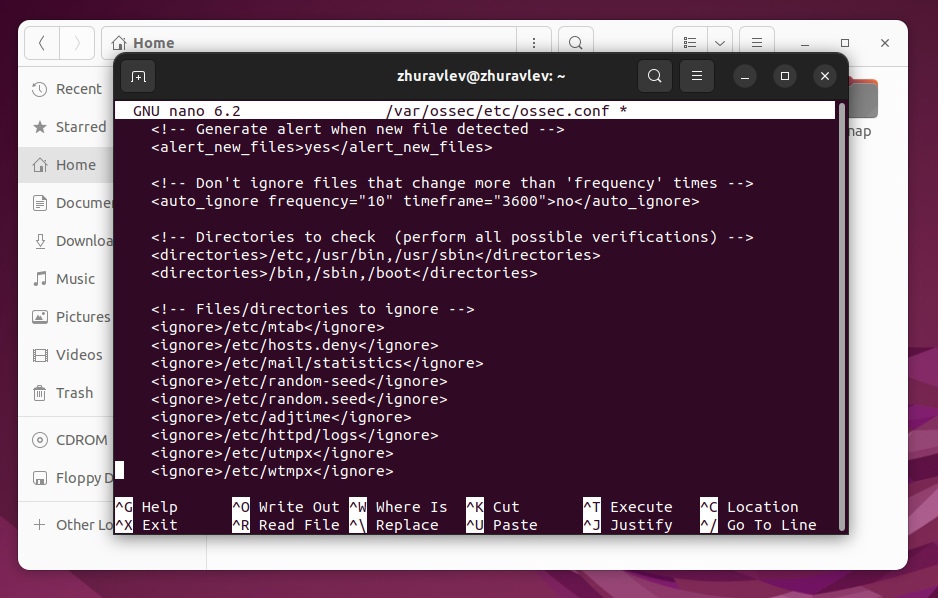 Home
zhuravlev@zhuravlev: ~
Recent
Starred
Home
Docume
Downloa
Music
Pictures
Videos
Trash
CDROM
Floppy D
Other Lo
nap
GNU nano 6.2 /var/ossec/etc/ossec.conf *
<!-- Generate alert when new file detected -->
<alert_new_files>yes</alert_new_files>
<!-- Don't ignore files that change more than 'frequency' times -->
<auto_ignore frequency="10" timeframe="3600">no</auto_ignore>
<!-- Directories to check  (perform all possible verifications) -->
<directories>/etc,/usr/bin,/usr/sbin</directories>
<directories>/bin,/sbin,/boot</directories>
<!-- Files/directories to ignore -->
<ignore>/etc/mtab</ignore>
<ignore>/etc/hosts.deny</ignore>
<ignore>/etc/mail/statistics</ignore>
<ignore>/etc/random-seed</ignore>
<ignore>/etc/random.seed</ignore>
<ignore>/etc/adjtime</ignore>
<ignore>/etc/httpd/logs</ignore>
<ignore>/etc/utmpx</ignore>
<ignore>/etc/wtmpx</ignore>
^G Help ^O Write Out ^W Where Is ^K Cut ^T Execute ^C Location
^X Exit ^R Read File ^\ Replace ^U Paste ^J Justify ^/ Go To Line